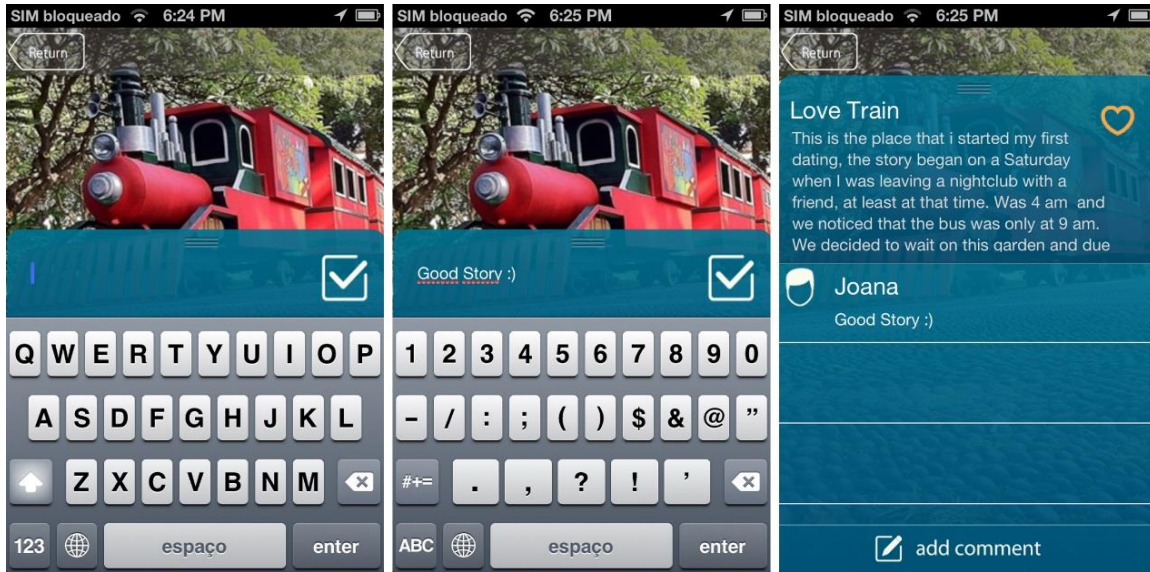 SIM bloqueado 6:24 PM
Return
Q W E R T Y U I O P
A S D F G H J K L
Z X C V B N M
123 espaço enter
SIM bloqueado 6:25 PM
Return
Good Story :)
1 2 3 4 5 6 7 8 9 0
- / : ; ( ) $ & @ "
#+= . , ? ! '
ABC espaço enter
SIM bloqueado 6:25 PM
Return
Love Train
This is the place that i started my first
dating, the story began on a Saturday
when I was leaving a nightclub with a
friend, at least at that time. Was 4 am and
we noticed that the bus was only at 9 am.
We decided to wait on this garden and due
Joana
Good Story :)
add comment